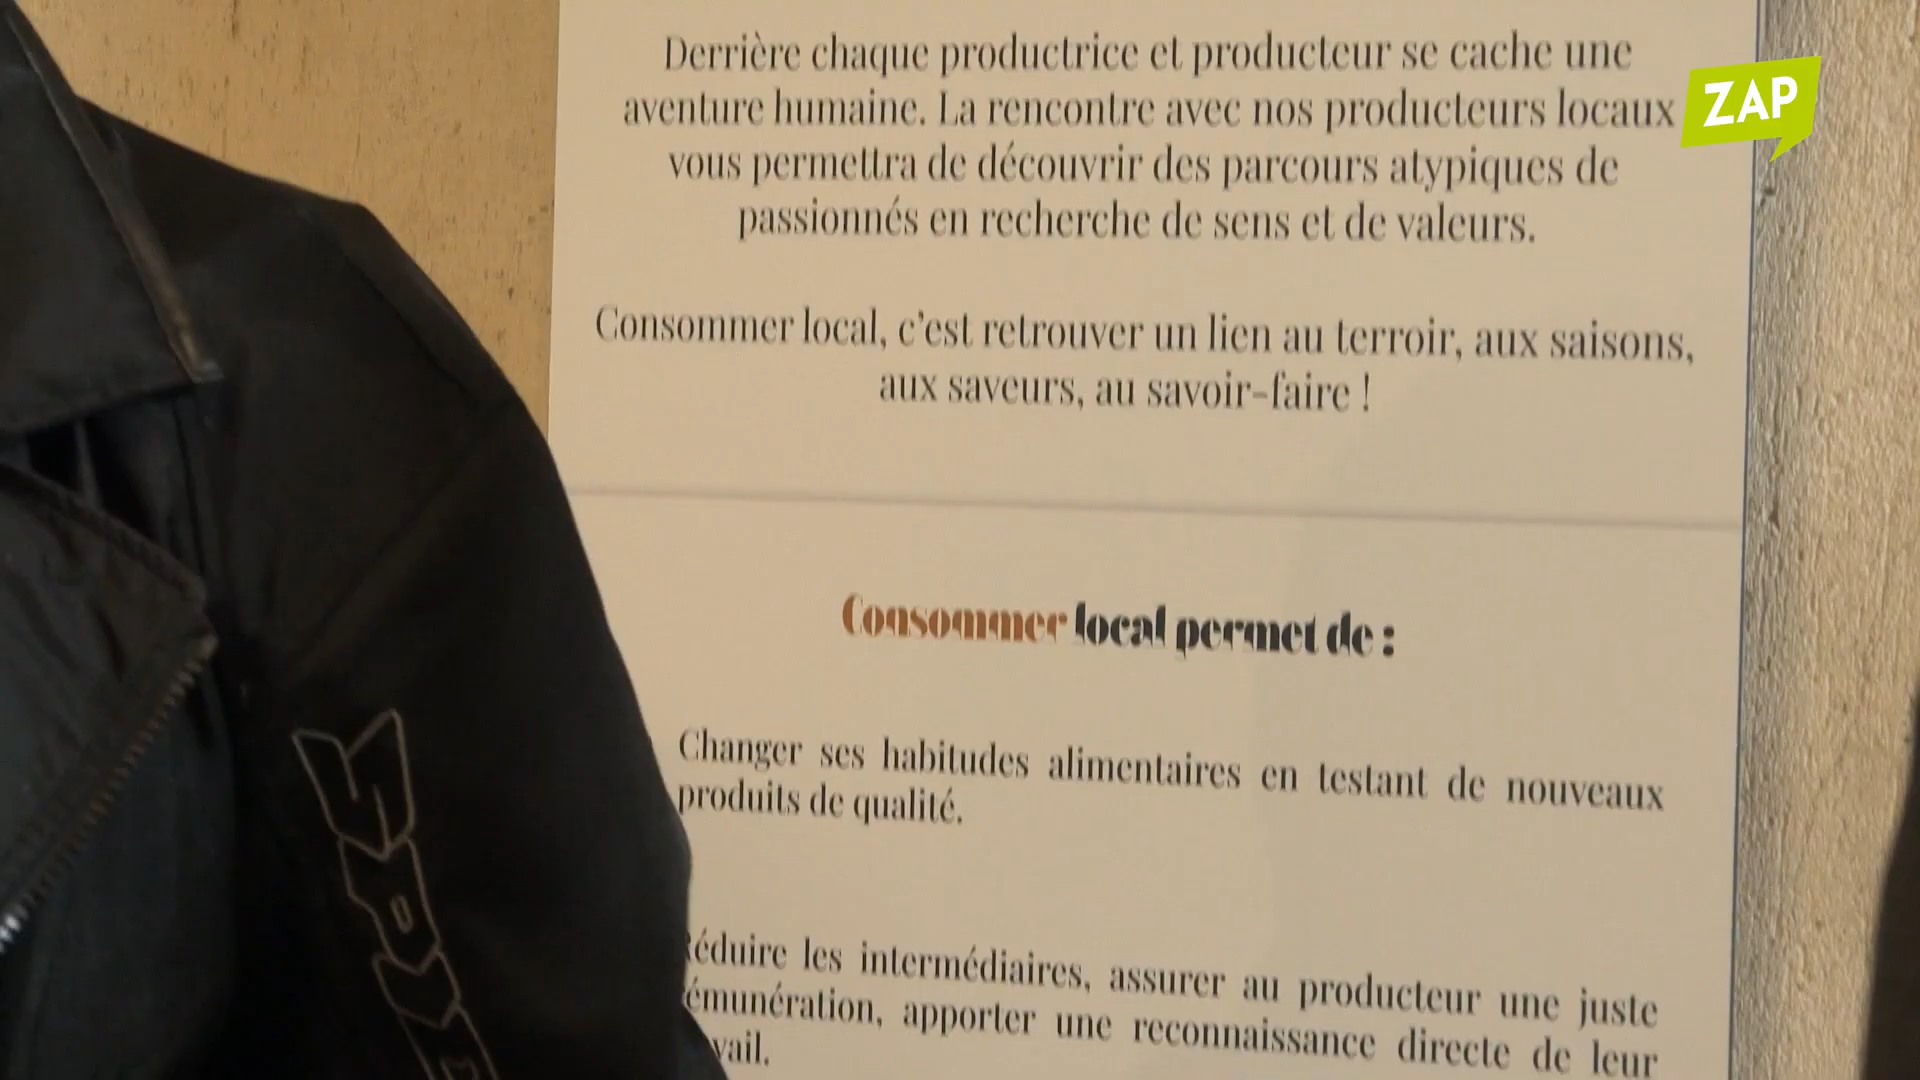 Derrière chaque productrice et producteur se cache une
aventure humaine. La rencontre avec nos producteurs locaux
vous permettra de découvrir des parcours atypiques de
passionnés en recherche de sens et de valeurs.
Consommer local, c'est retrouver un lien au terroir, aux saisons,
aux saveurs, au savoir-faire !
Consommer local permet de :
Changer ses habitudes alimentaires en testant de nouveaux
produits de qualité.
éduire les intermédiaires, assurer au producteur une juste
émunération, apporter une reconnaissance directe de leur
vail.
ZAP